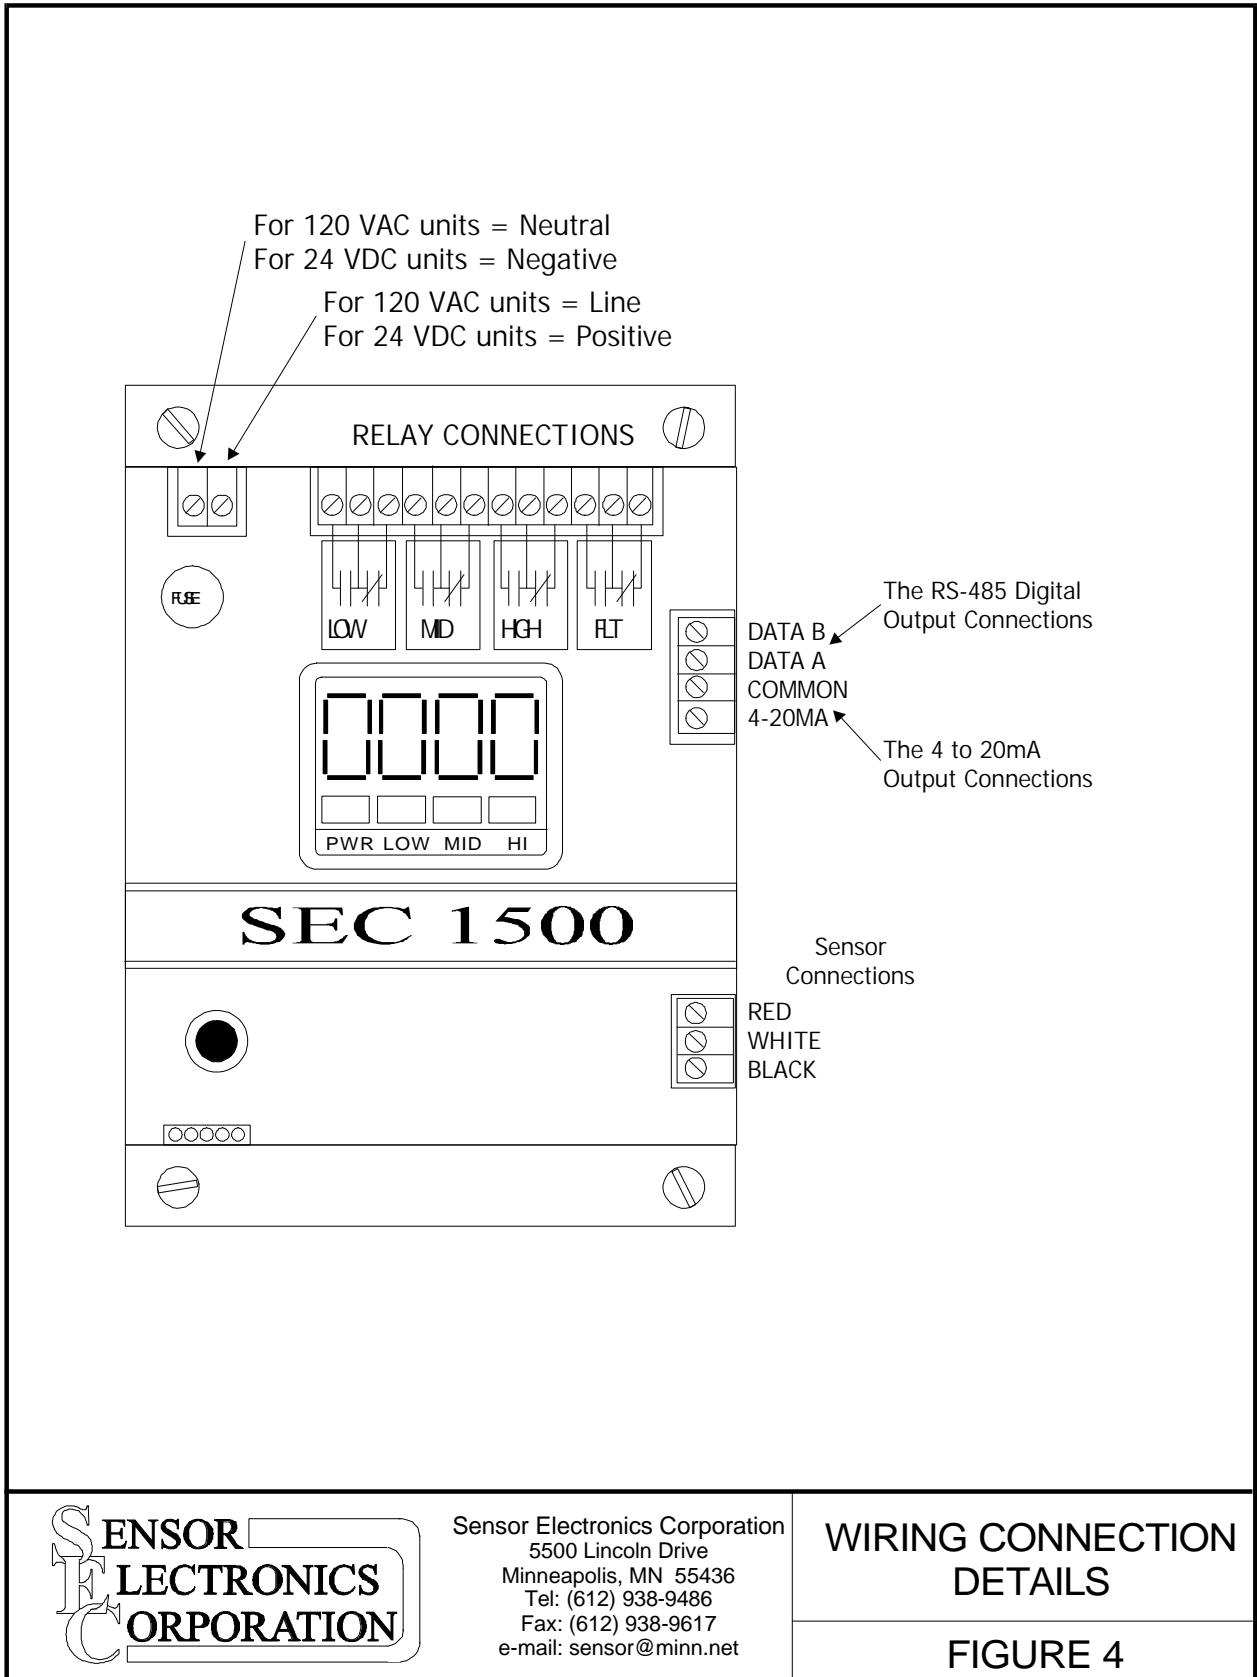 For 120 VAC units = Neutral
For 24 VDC units = Negative
For 120 VAC units = Line
For 24 VDC units = Positive
RELAY CONNECTIONS
FUSE
LOW MID HIGH FLT
The RS-485 Digital
Output Connections
DATA B
DATA A
COMMON
4-20MA
The 4 to 20mA
Output Connections
0000
PWR LOW MID HI
SEC 1500
Sensor
Connections
RED
WHITE
BLACK
SENSOR
ELECTRONICS
CORPORATION
Sensor Electronics Corporation
5500 Lincoln Drive
Minneapolis, MN 55436
Tel: (612) 938-9486
Fax: (612) 938-9617
e-mail: sensor@minn.net
WIRING CONNECTION
DETAILS
FIGURE 4